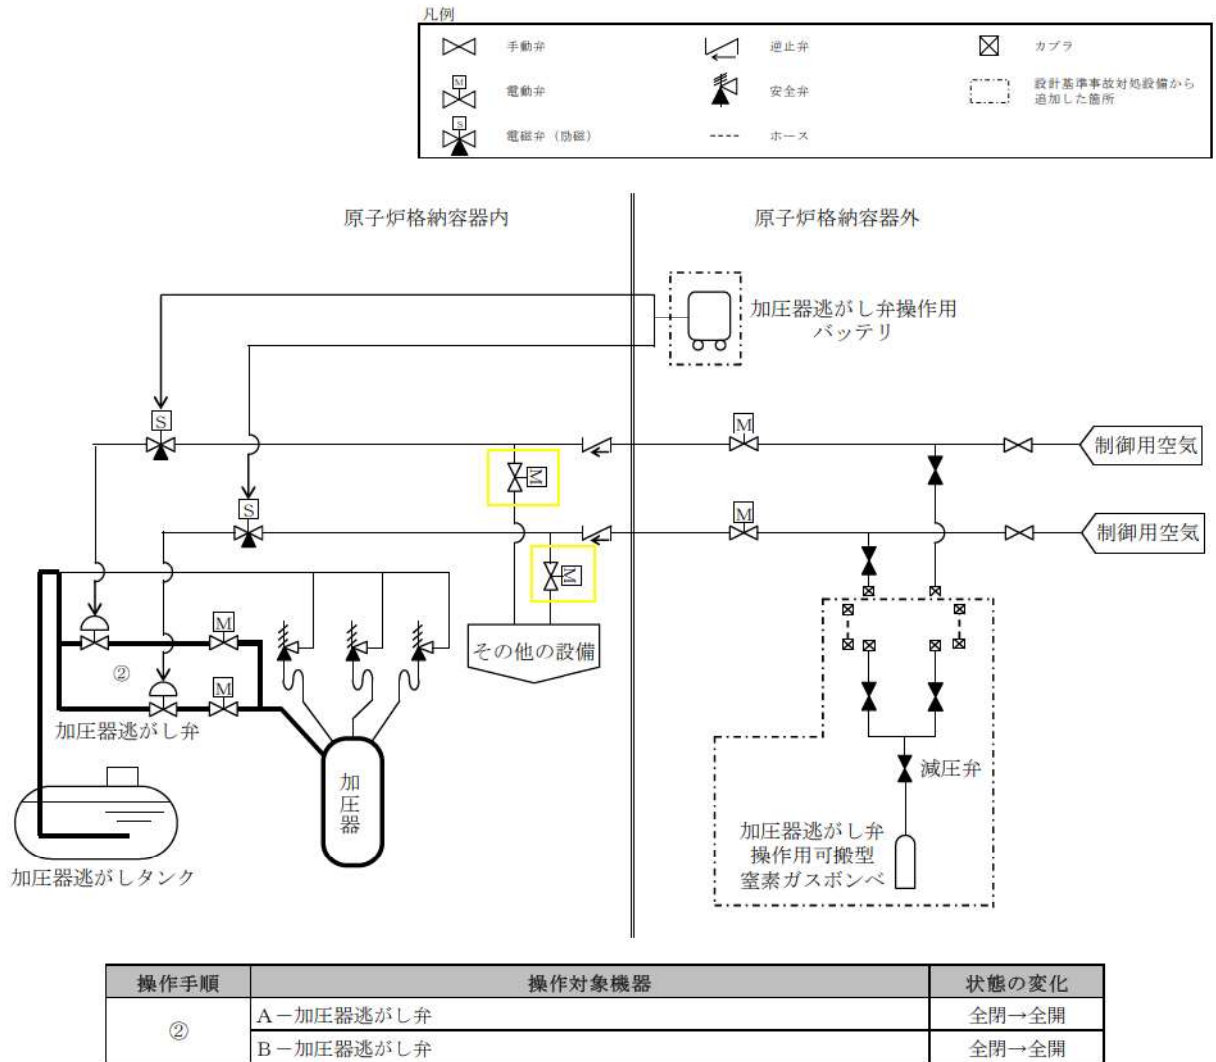 凡例
手動弁
逆止弁
カプラ
M
電動弁
安全弁
設計基準事故対処設備から
追加した箇所
S
電磁弁（励磁）
ホース
原子炉格納容器内
原子炉格納容器外
加圧器逃がし弁操作用
バッテリ
S
M
制御用空気
M
S
M
制御用空気
M
M
その他の設備
②
M
加圧器逃がし弁
減圧弁
加圧器
加圧器逃がし弁
操作用可搬型
窒素ガスボンベ
加圧器逃がしタンク
操作手順
操作対象機器
状態の変化
②
A－加圧器逃がし弁
全閉→全開
B－加圧器逃がし弁
全閉→全開